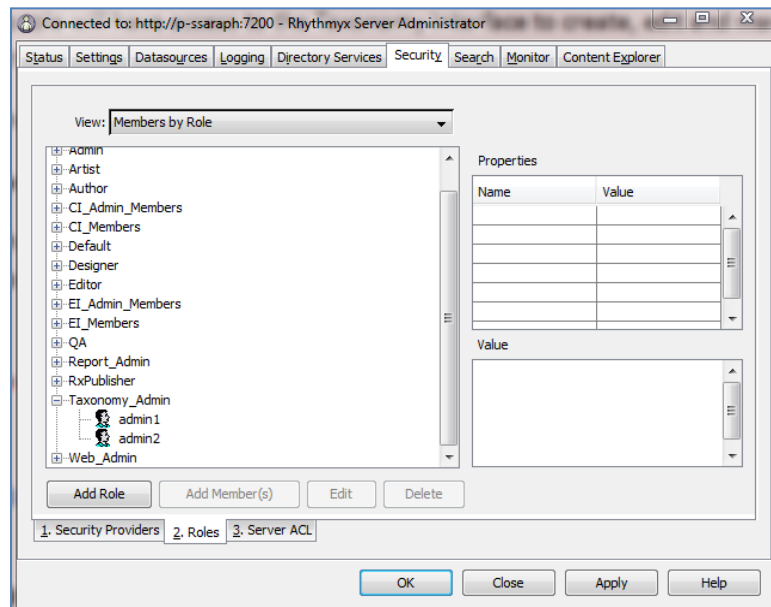 Connected to: http://p-ssaraph:7200 - Rhythmyx Server Administrator
Status Settings Datasources Logging Directory Services Security Search Monitor Content Explorer
View: Members by Role
Admin
Artist
Author
CI_Admin_Members
CI_Members
Default
Designer
Editor
EI_Admin_Members
EI_Members
QA
Report_Admin
RxPublisher
Taxonomy_Admin
admin1
admin2
Web_Admin
Properties
Name Value
Value
Add Role Add Member(s) Edit Delete
1. Security Providers 2. Roles 3. Server ACL
OK Close Apply Help